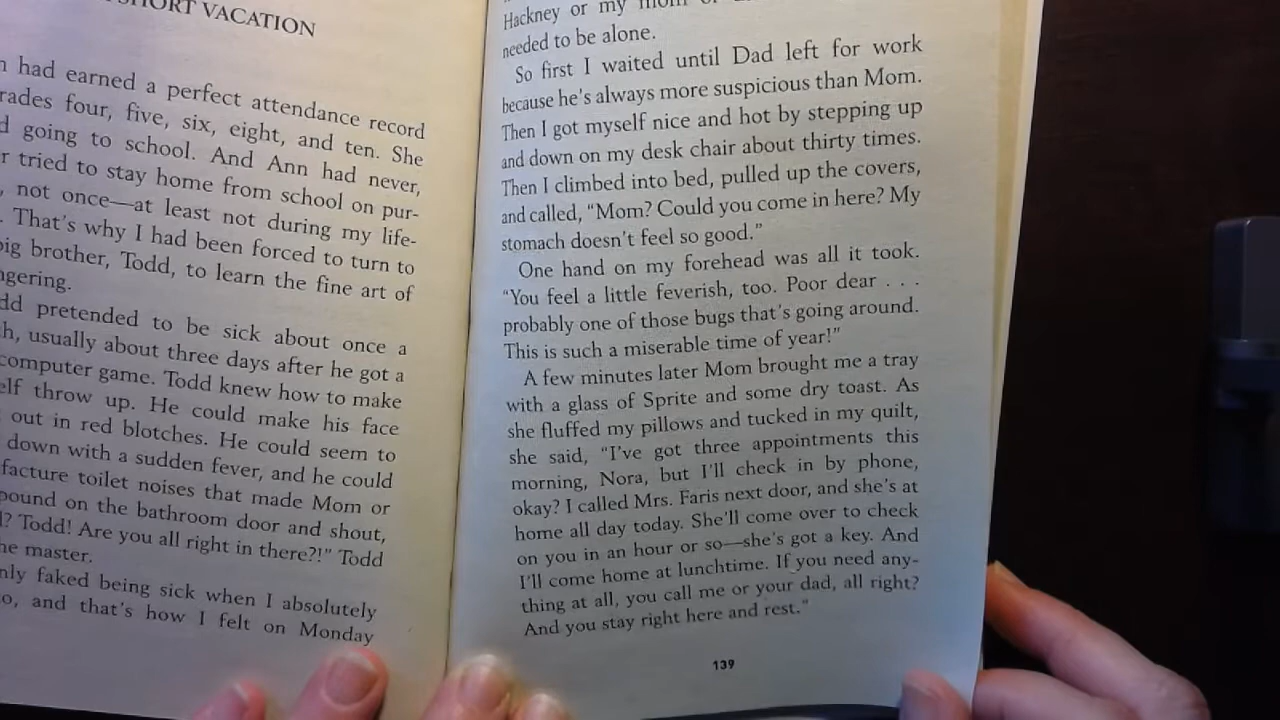 SHORT VACATION
had earned a perfect attendance record
four, five, six, eight, and ten. She
going to school. And Ann had never,
tried to stay home from school on pur-
not once—at least not during my life-
That's why I had been forced to turn to
big brother, Todd, to learn the fine art of
pretended to be sick about once a
usually about three days after he got a
computer game. Todd knew how to make
throw up. He could make his face
out in red blotches. He could seem to
down with a sudden fever, and he could
facture toilet noises that made Mom or
on the bathroom door and shout,
Todd! Are you all right in there?!" Todd
master.
faked being sick when I absolutely
and that's how I felt on Monday
Hackney or my mom
needed to be alone.
So first I waited until Dad left for work
because he's always more suspicious than Mom.
Then I got myself nice and hot by stepping up
and down on my desk chair about thirty times.
Then I climbed into bed, pulled up the covers,
and called, "Mom? Could you come in here? My
stomach doesn't feel so good."
One hand on my forehead was all it took.
"You feel a little feverish, too. Poor dear . . .
probably one of those bugs that's going around.
This is such a miserable time of year!"
A few minutes later Mom brought me a tray
with a glass of Sprite and some dry toast. As
she fluffed my pillows and tucked in my quilt,
she said, "I've got three appointments this
morning, Nora, but I'll check in by phone,
okay? I called Mrs. Faris next door, and she's at
home all day today. She'll come over to check
on you in an hour or so—she's got a key. And
I'll come home at lunchtime. If you need any-
thing at all, you call me or your dad, all right?
And you stay right here and rest."
139